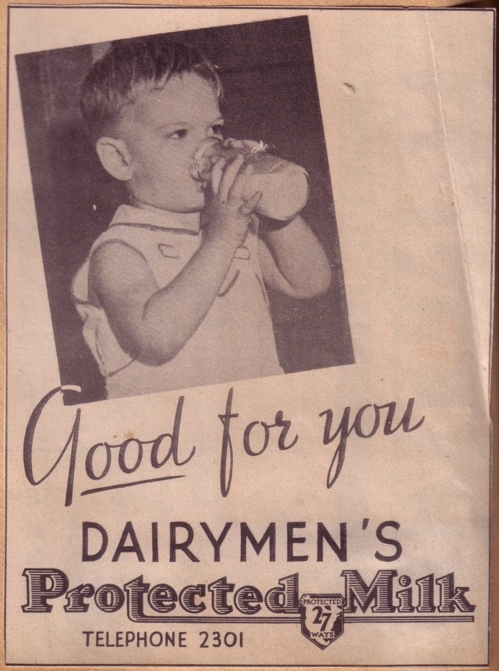 Good for you
DAIRYMEN'S
Protected Milk
PROTECTED
27
WAYS
TELEPHONE 2301